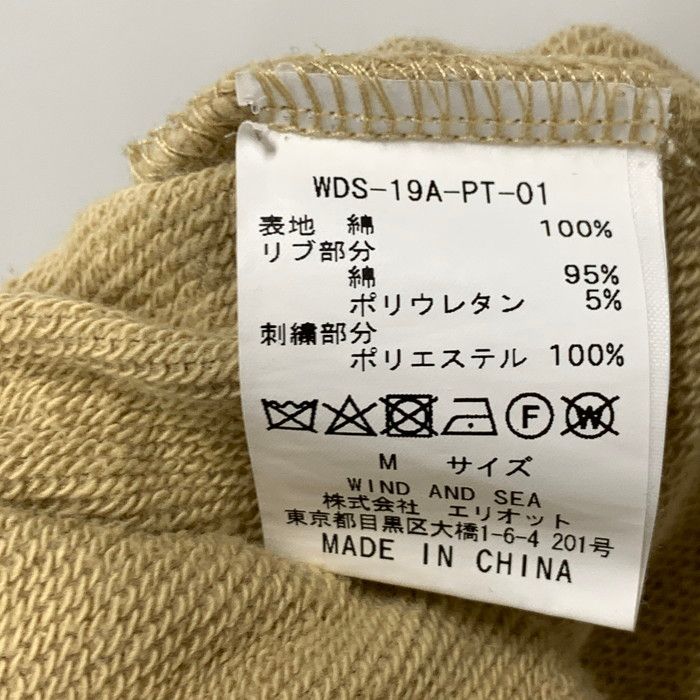 WDS-19A-PT-01
表地 綿 100%
リブ部分
綿 95%
ポリウレタン 5%
刺繍部分
ポリエステル 100%
F W
M サイズ
WIND AND SEA
株式会社 エリオット
東京都目黒区大橋1-6-4 201号
MADE IN CHINA